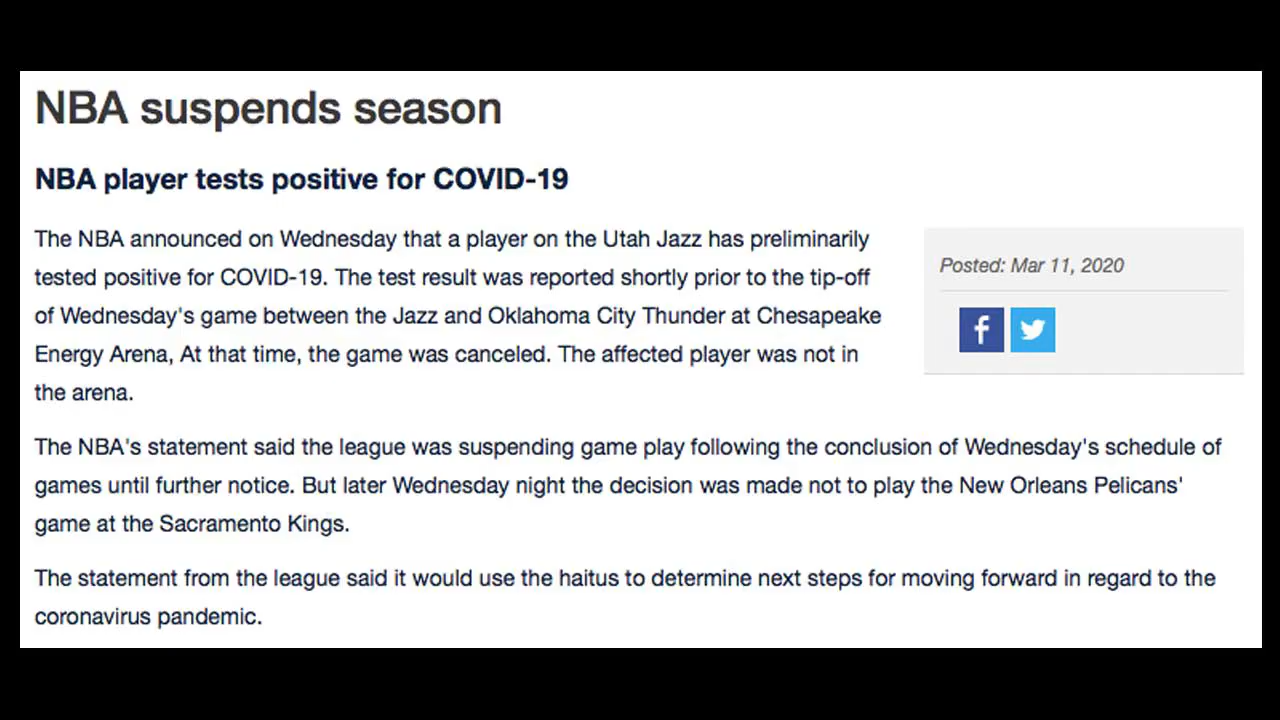 NBA suspends season
NBA player tests positive for COVID-19
The NBA announced on Wednesday that a player on the Utah Jazz has preliminarily
tested positive for COVID-19. The test result was reported shortly prior to the tip-off
of Wednesday's game between the Jazz and Oklahoma City Thunder at Chesapeake
Energy Arena, At that time, the game was canceled. The affected player was not in
the arena.
Posted: Mar 11, 2020
The NBA's statement said the league was suspending game play following the conclusion of Wednesday's schedule of
games until further notice. But later Wednesday night the decision was made not to play the New Orleans Pelicans'
game at the Sacramento Kings.
The statement from the league said it would use the haitus to determine next steps for moving forward in regard to the
coronavirus pandemic.